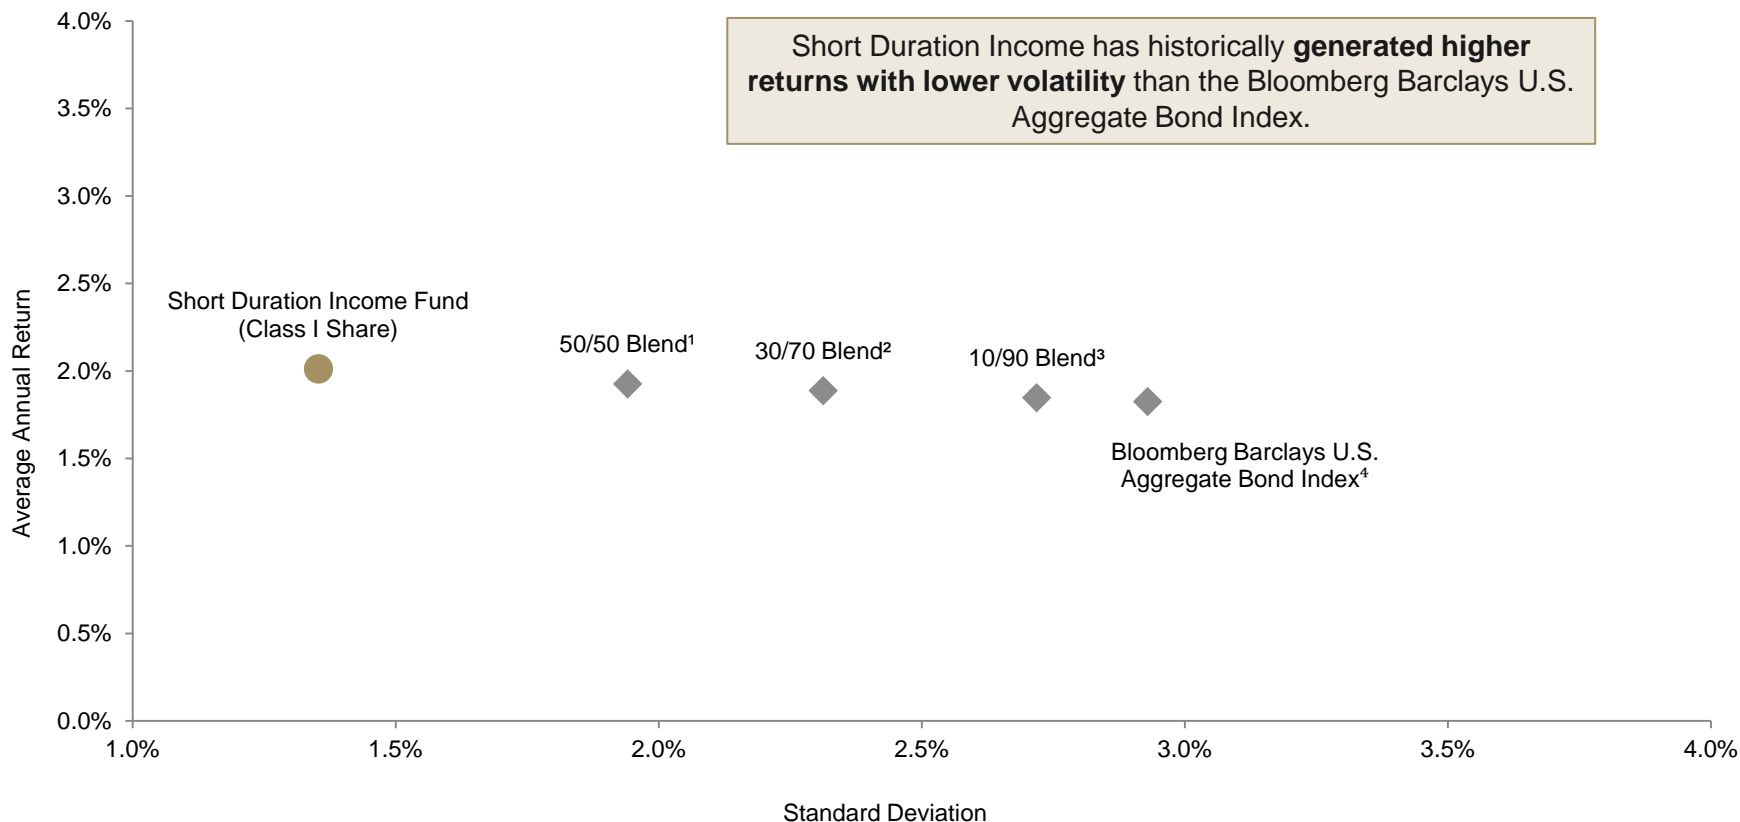 Short Duration Income has historically generated higher
returns with lower volatility than the Bloomberg Barclays U.S.
Aggregate Bond Index.
Average Annual Return
4.0%
3.5%
3.0%
2.5%
2.0%
1.5%
1.0%
0.5%
0.0%
Short Duration Income Fund
(Class I Share)
50/50 Blend¹
30/70 Blend²
10/90 Blend³
Bloomberg Barclays U.S.
Aggregate Bond Index⁴
1.0%
1.5%
2.0%
2.5%
3.0%
3.5%
4.0%
Standard Deviation